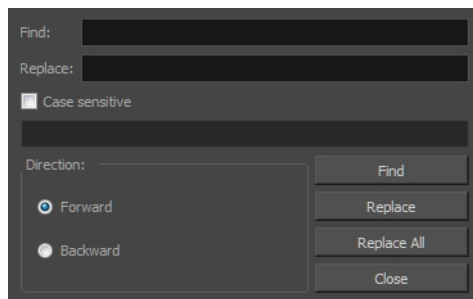 Find:
Replace:
Case sensitive
Direction:
Forward
Backward
Find
Replace
Replace All
Close